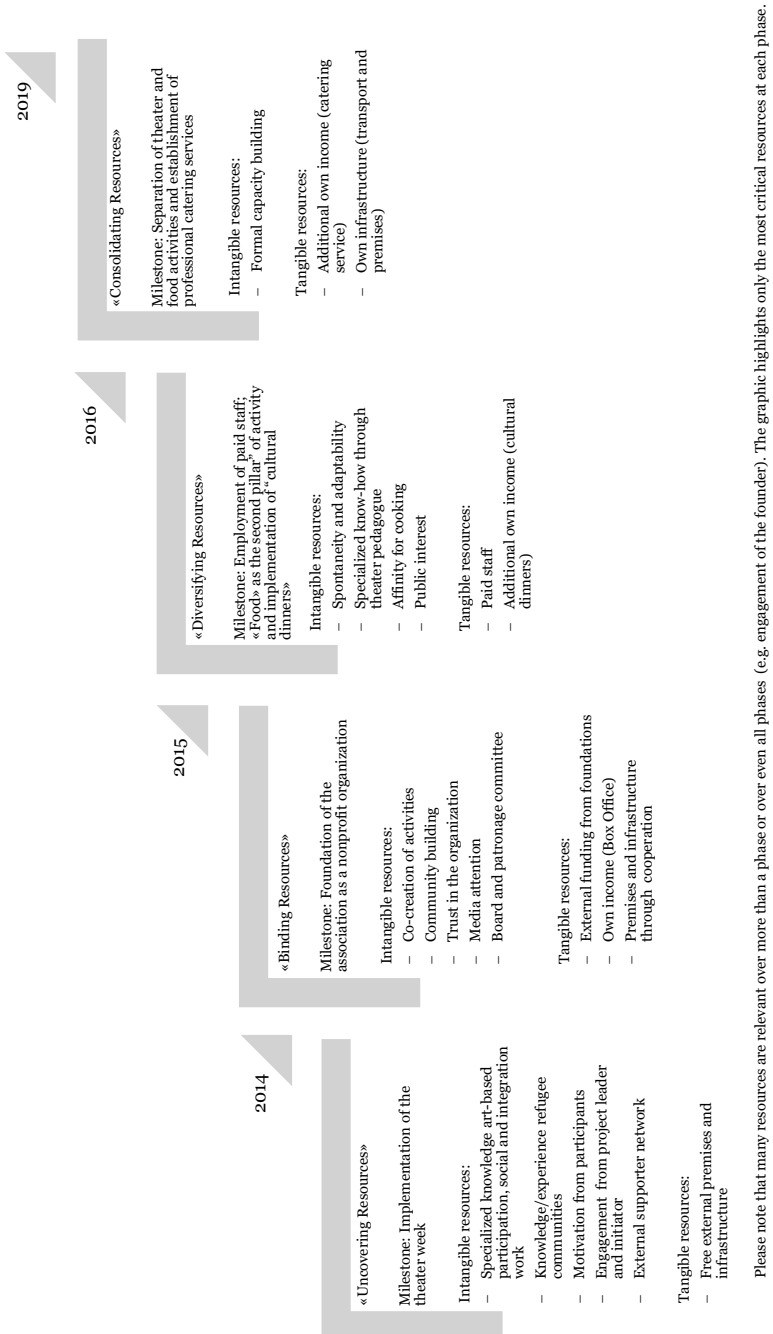 2014
«Uncovering Resources»
Milestone: Implementation of the
theater week
Intangible resources:
– Specialized knowledge art-based
participation, social and integration
work
– Knowledge/experience refugee
communities
– Motivation from participants
– Engagement from project leader
and initiator
– External supporter network
Tangible resources:
– Free external premises and
infrastructure
2015
«Binding Resources»
Milestone: Foundation of the
association as a nonprofit organization
Intangible resources:
– Co-creation of activities
– Community building
– Trust in the organization
– Media attention
– Board and patronage committee
Tangible resources:
– External funding from foundations
– Own income (Box Office)
– Premises and infrastructure
through cooperation
2016
«Diversifying Resources»
Milestone: Employment of paid staff;
«Food» as the second pillar” of activity
and implementation of “cultural
dinners»
Intangible resources:
– Spontaneity and adaptability
– Specialized know-how through
theater pedagogue
– Affinity for cooking
– Public interest
Tangible resources:
– Paid staff
– Additional own income (cultural
dinners)
2019
«Consolidating Resources»
Milestone: Separation of theater and
food activities and establishment of
professional catering services
Intangible resources:
– Formal capacity building
Tangible resources:
– Additional own income (catering
service)
– Own infrastructure (transport and
premises)
Please note that many resources are relevant over more than a phase or over even all phases (e.g. engagement of the founder). The graphic highlights only the most critical resources at each phase.